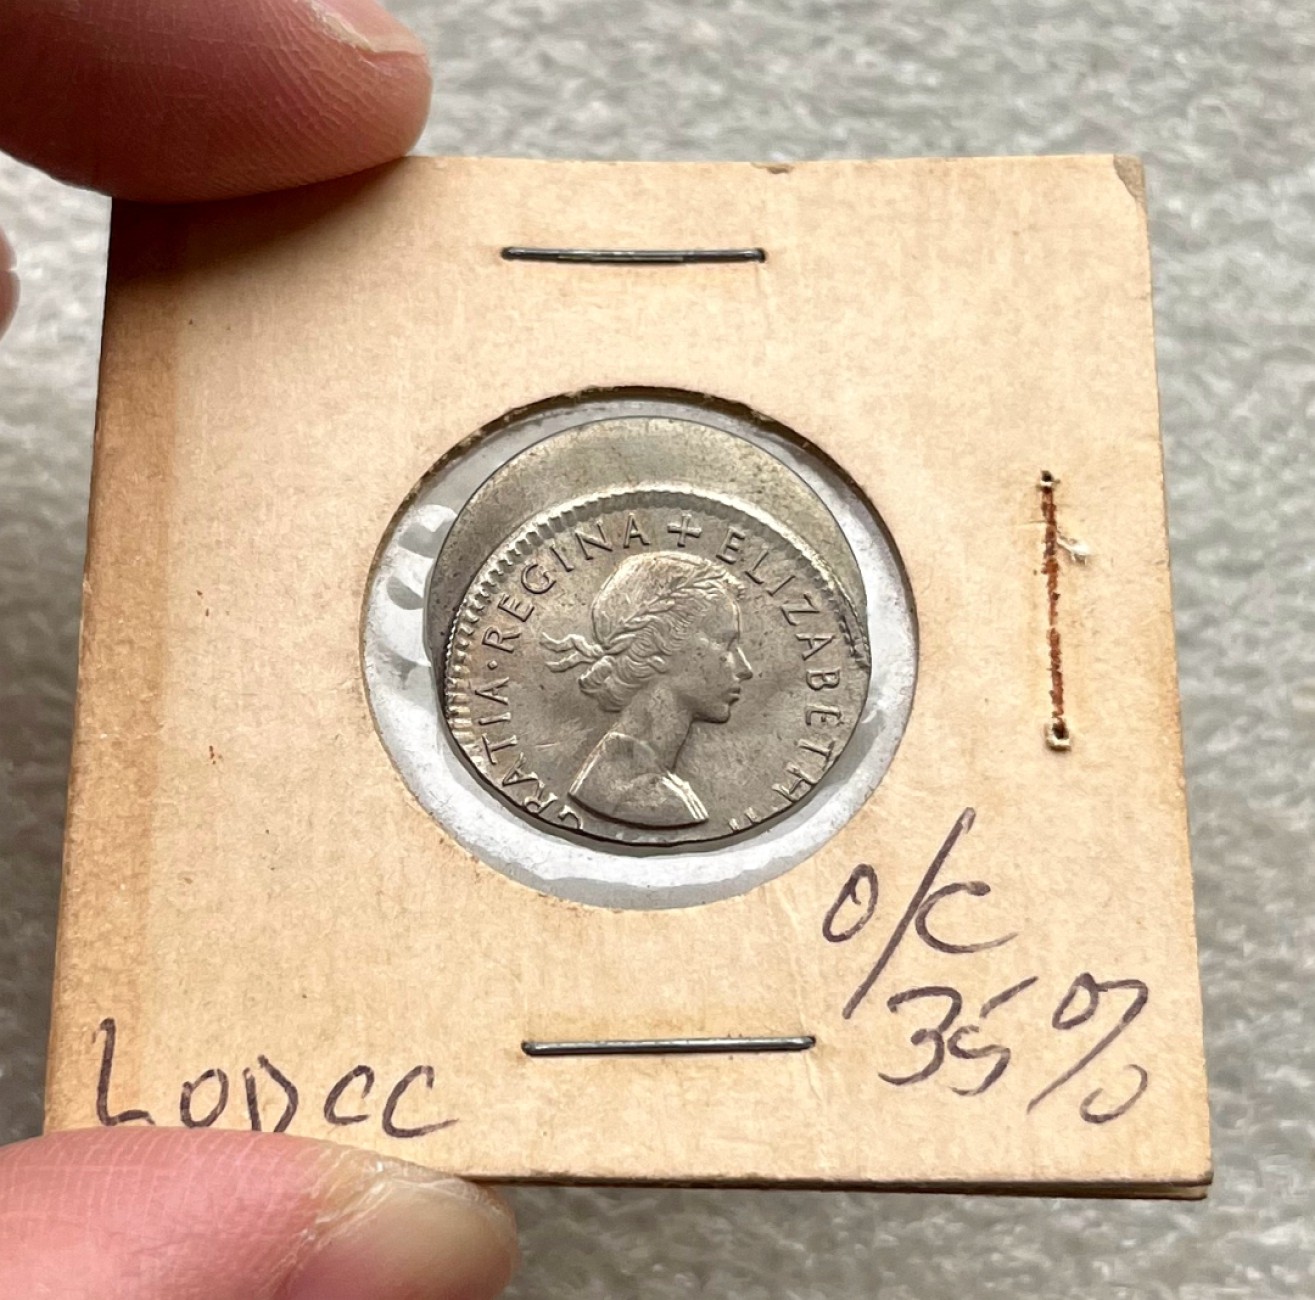 GRATIA·REGINA + ELIZABETH
O/C
35%
LODCC